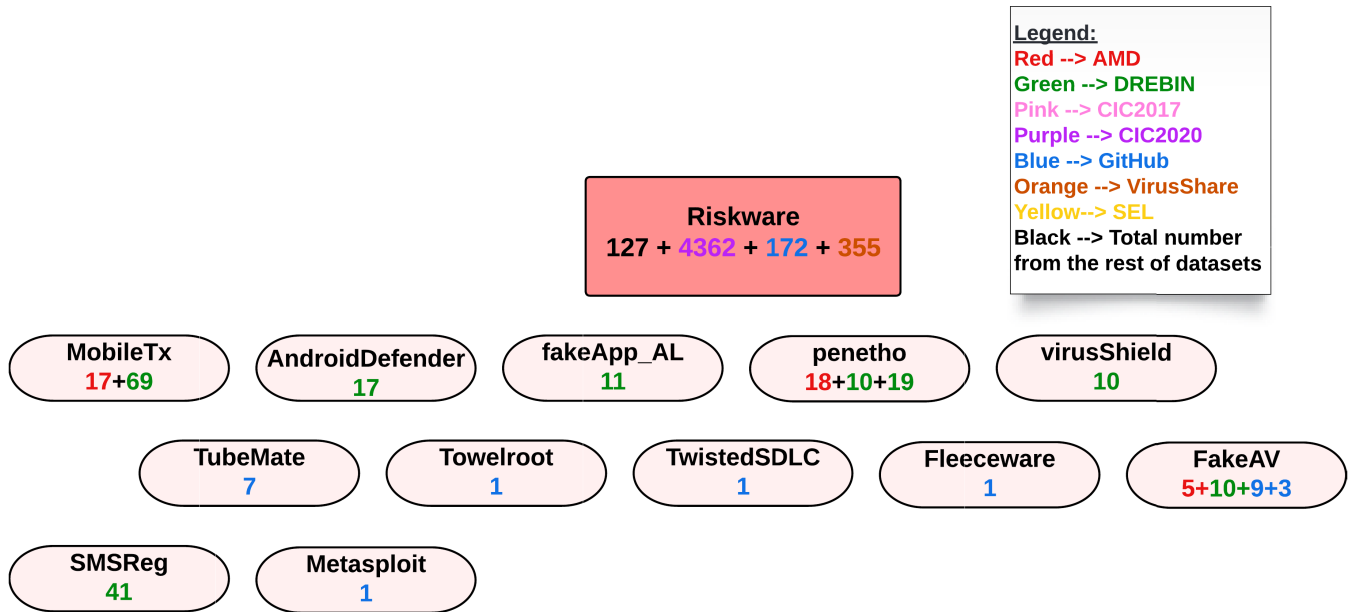 Legend:
Red --> AMD
Green --> DREBIN
Pink --> CIC2017
Purple --> CIC2020
Blue --> GitHub
Orange --> VirusShare
Yellow--> SEL
Black --> Total number
from the rest of datasets
Riskware
127 + 4362 + 172 + 355
MobileTx
17+69
AndroidDefender
17
fakeApp_AL
11
penetho
18+10+19
virusShield
10
TubeMate
7
Towelroot
1
TwistedSDLC
1
Fleeceware
1
FakeAV
5+10+9+3
SMSReg
41
Metasploit
1